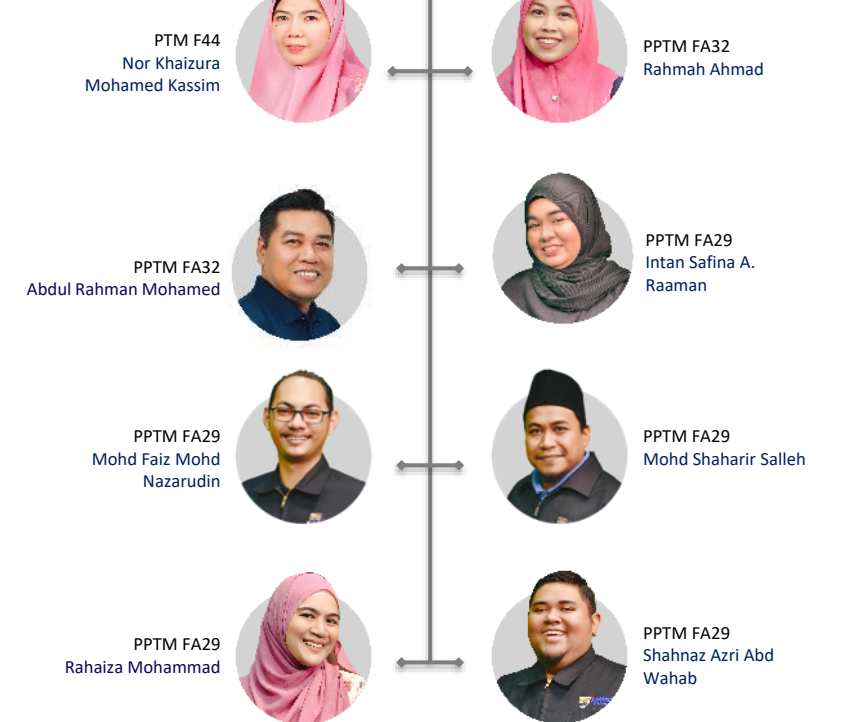 PTM F44
Nor Khaizura
Mohamed Kassim
PPTM FA32
Rahmah Ahmad
PPTM FA32
Abdul Rahman Mohamed
PPTM FA29
Intan Safina A.
Raaman
PPTM FA29
Mohd Faiz Mohd
Nazarudin
PPTM FA29
Mohd Shaharir Salleh
PPTM FA29
Rahaiza Mohammad
PPTM FA29
Shahnaz Azri Abd
Wahab